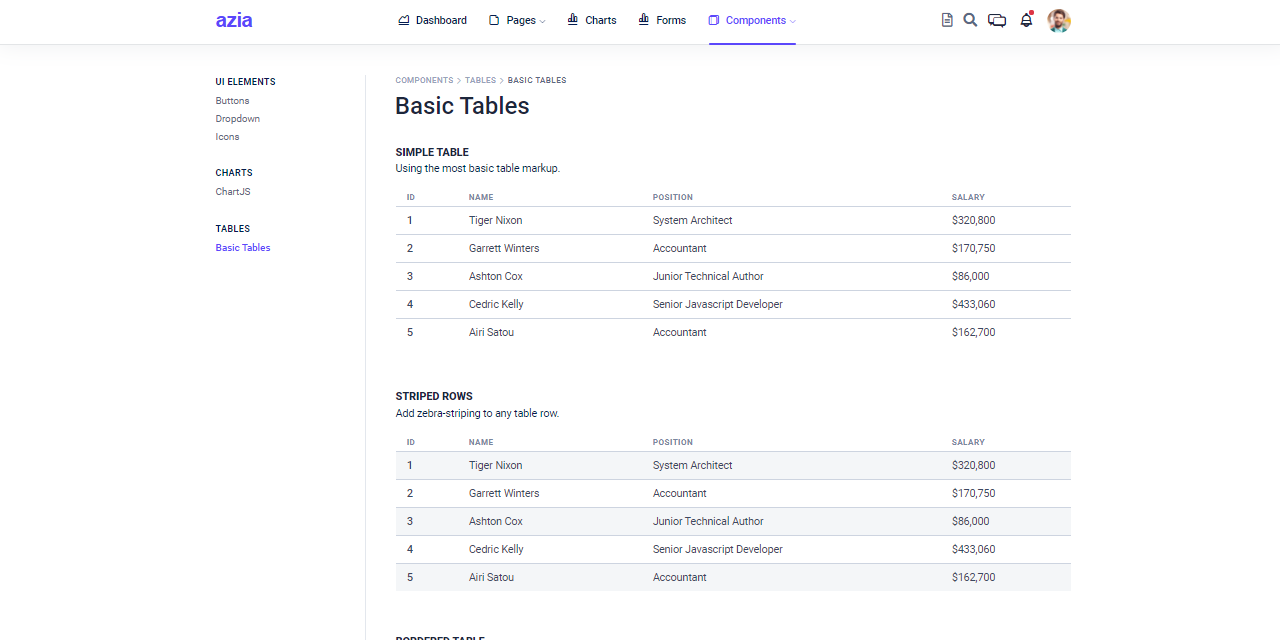 azia
Dashboard Pages Charts Forms Components
UI ELEMENTS
Buttons
Dropdown
Icons
CHARTS
ChartJS
TABLES
Basic Tables
COMPONENTS > TABLES > BASIC TABLES
Basic Tables
SIMPLE TABLE
Using the most basic table markup.
ID NAME POSITION SALARY
1 Tiger Nixon System Architect $320,800
2 Garrett Winters Accountant $170,750
3 Ashton Cox Junior Technical Author $86,000
4 Cedric Kelly Senior Javascript Developer $433,060
5 Airi Satou Accountant $162,700
STRIPED ROWS
Add zebra-striping to any table row.
ID NAME POSITION SALARY
1 Tiger Nixon System Architect $320,800
2 Garrett Winters Accountant $170,750
3 Ashton Cox Junior Technical Author $86,000
4 Cedric Kelly Senior Javascript Developer $433,060
5 Airi Satou Accountant $162,700
BORDERED TABLE